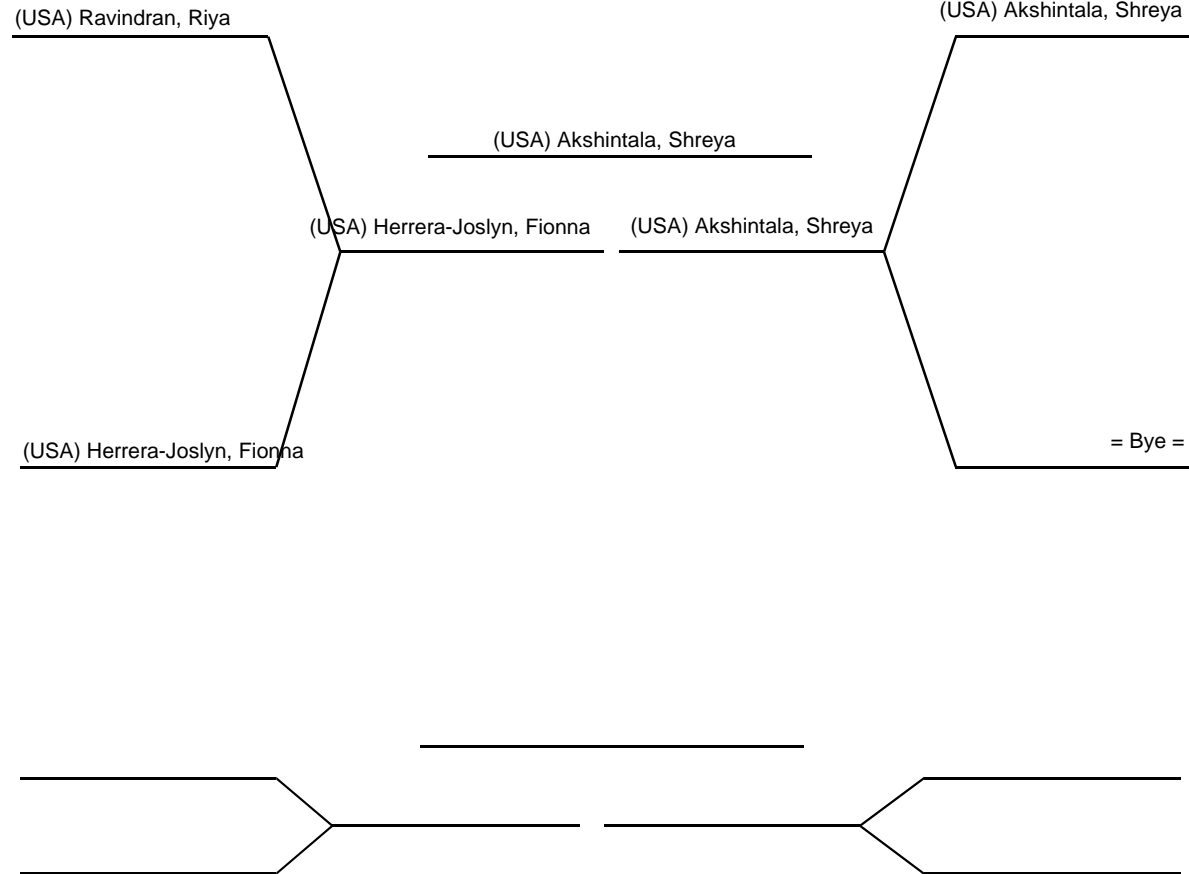 (USA) Ravindran, Riya
(USA) Akshintala, Shreya
(USA) Akshintala, Shreya
(USA) Herrera-Joslyn, Fionna
(USA) Akshintala, Shreya
(USA) Herrera-Joslyn, Fionna
= Bye =